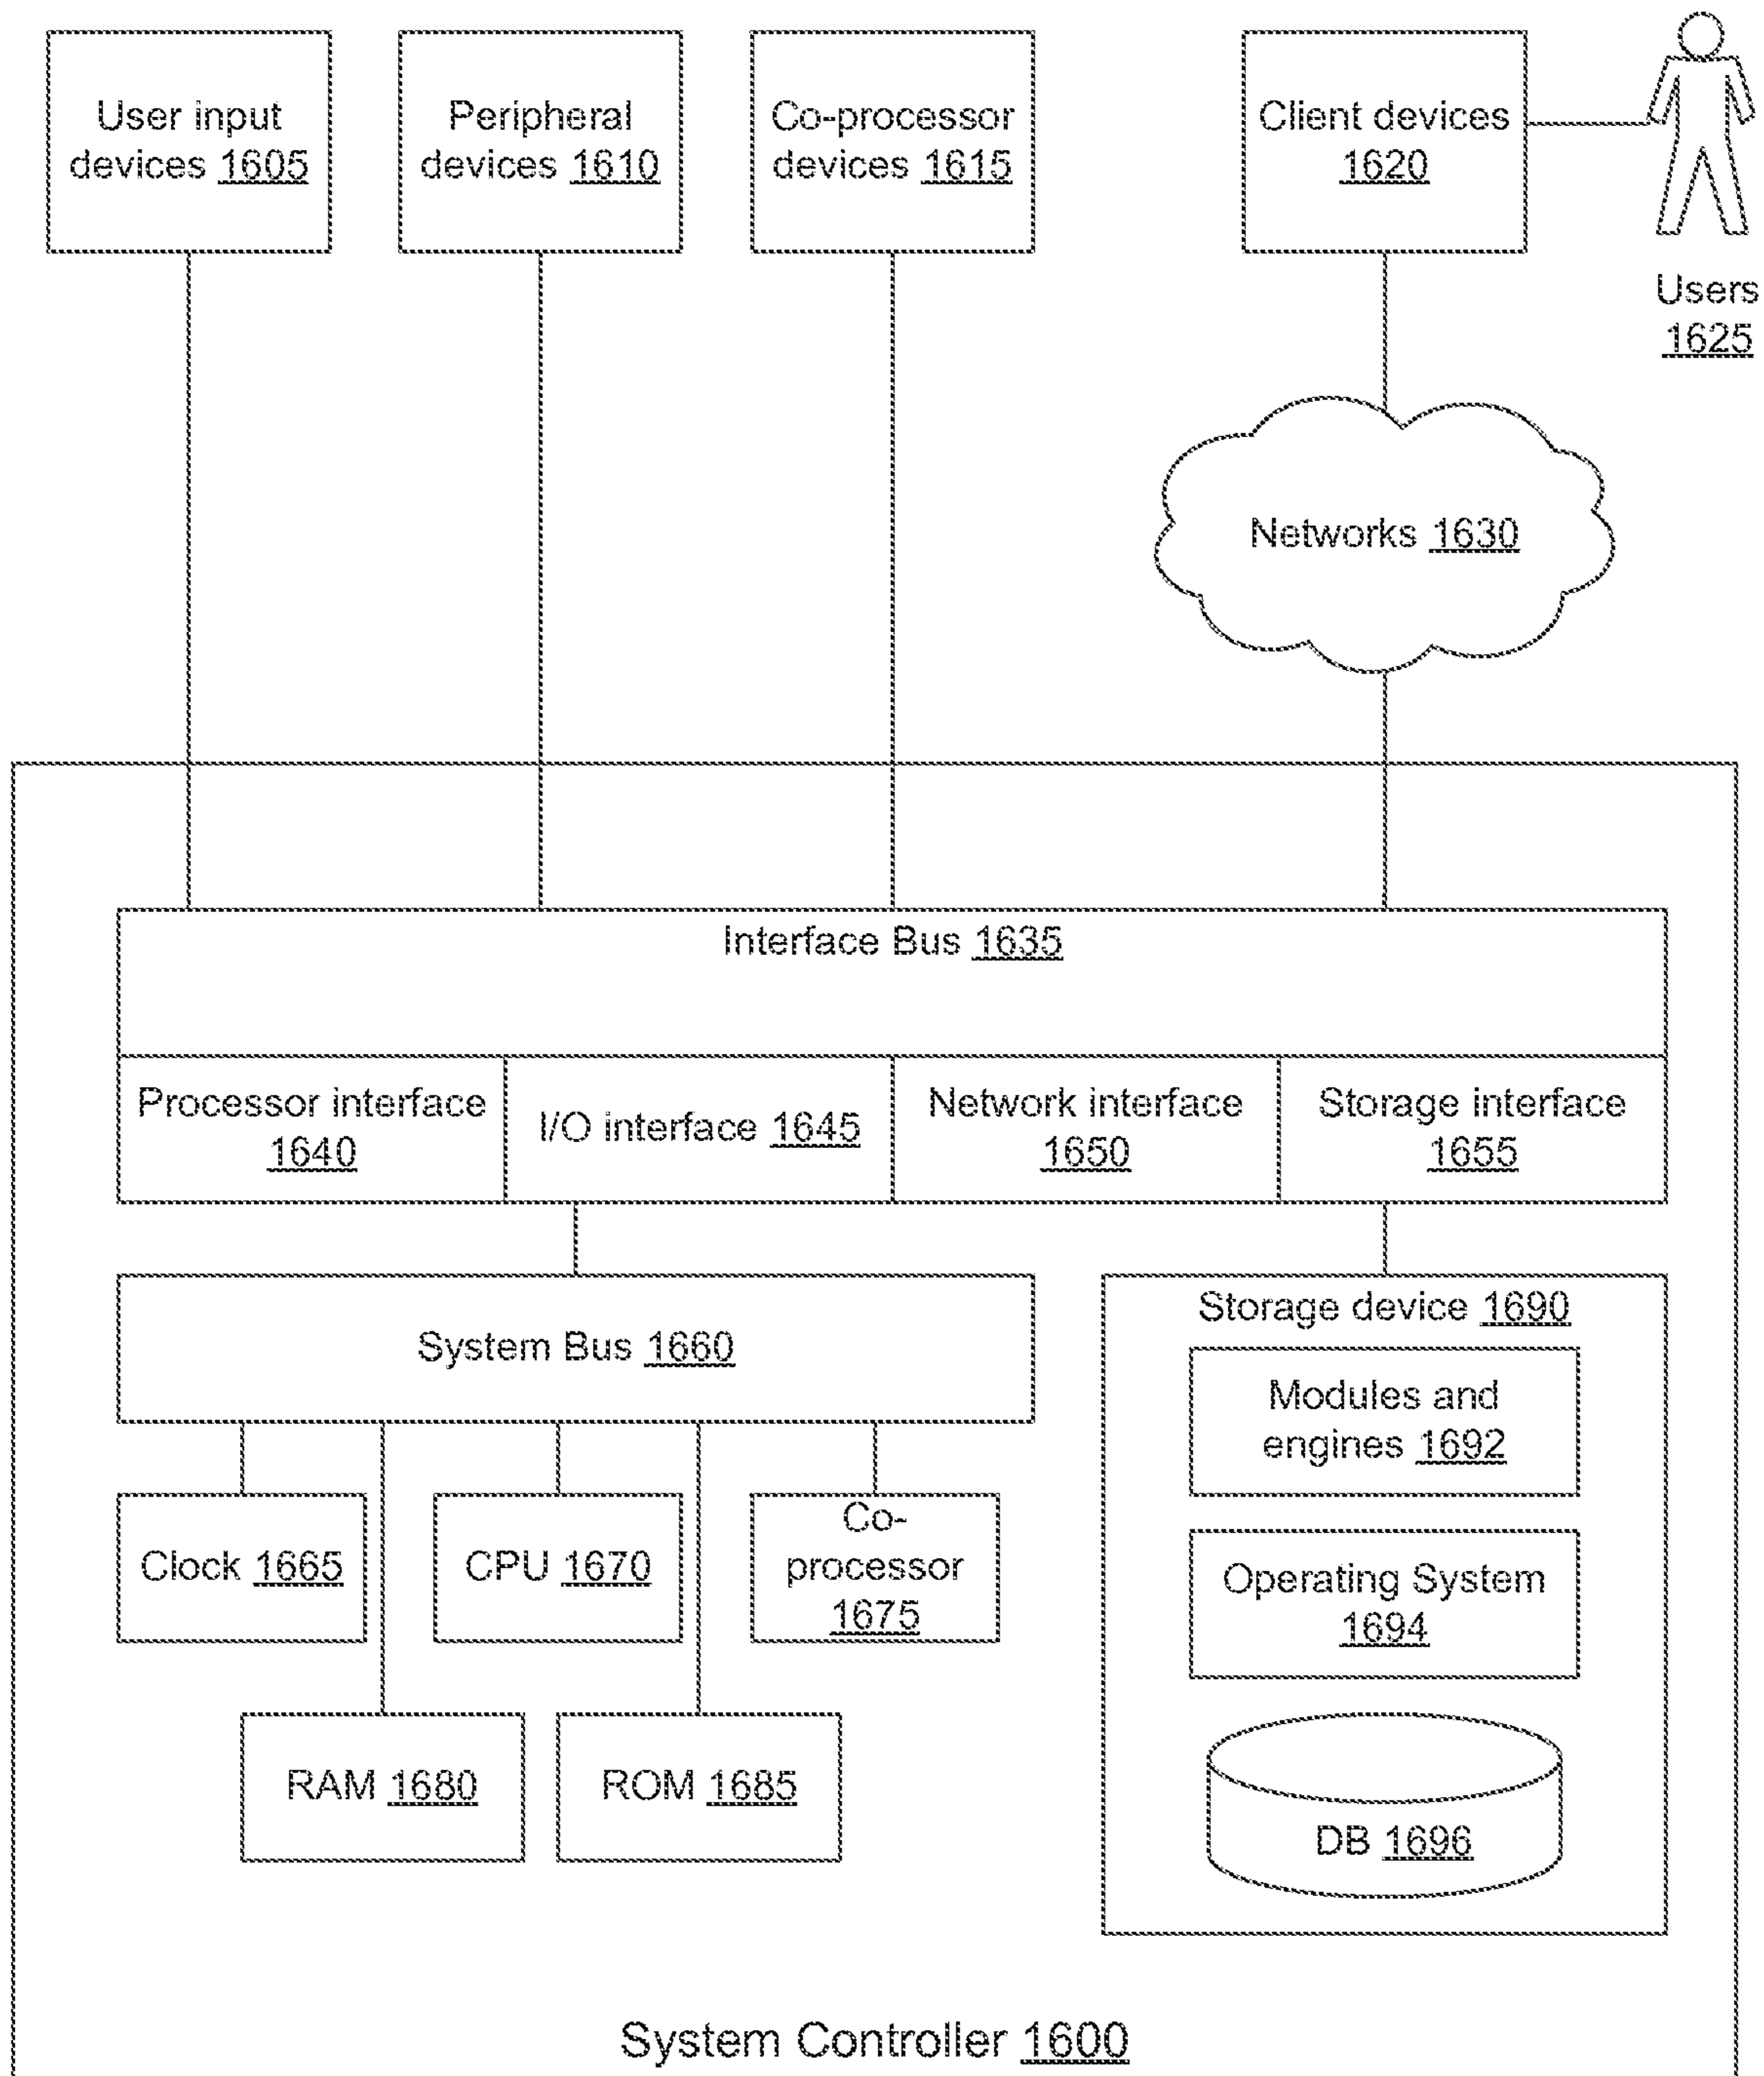 User input
devices 1605
Peripheral
devices 1610
Co-processor
devices 1615
Client devices
1620
Users
1625
Networks 1630
Interface Bus 1635
Processor interface
1640
I/O interface 1645
Network interface
1650
Storage interface
1655
System Bus 1660
Storage device 1690
Modules and
engines 1692
Clock 1665
CPU 1670
Co-
processor
1675
Operating System
1694
RAM 1680
ROM 1685
DB 1696
System Controller 1600